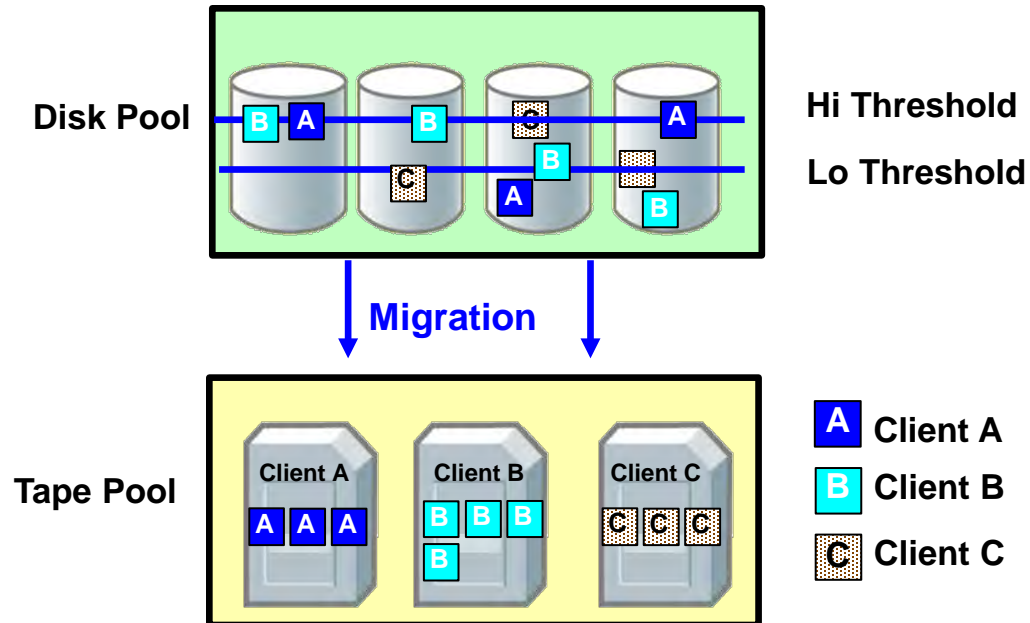 Disk Pool
B A B C A
Hi Threshold
C B
Lo Threshold
A B
Migration
Tape Pool
Client A
Client B
Client C
A A A
B B B
B
C C C
A Client A
B Client B
C Client C